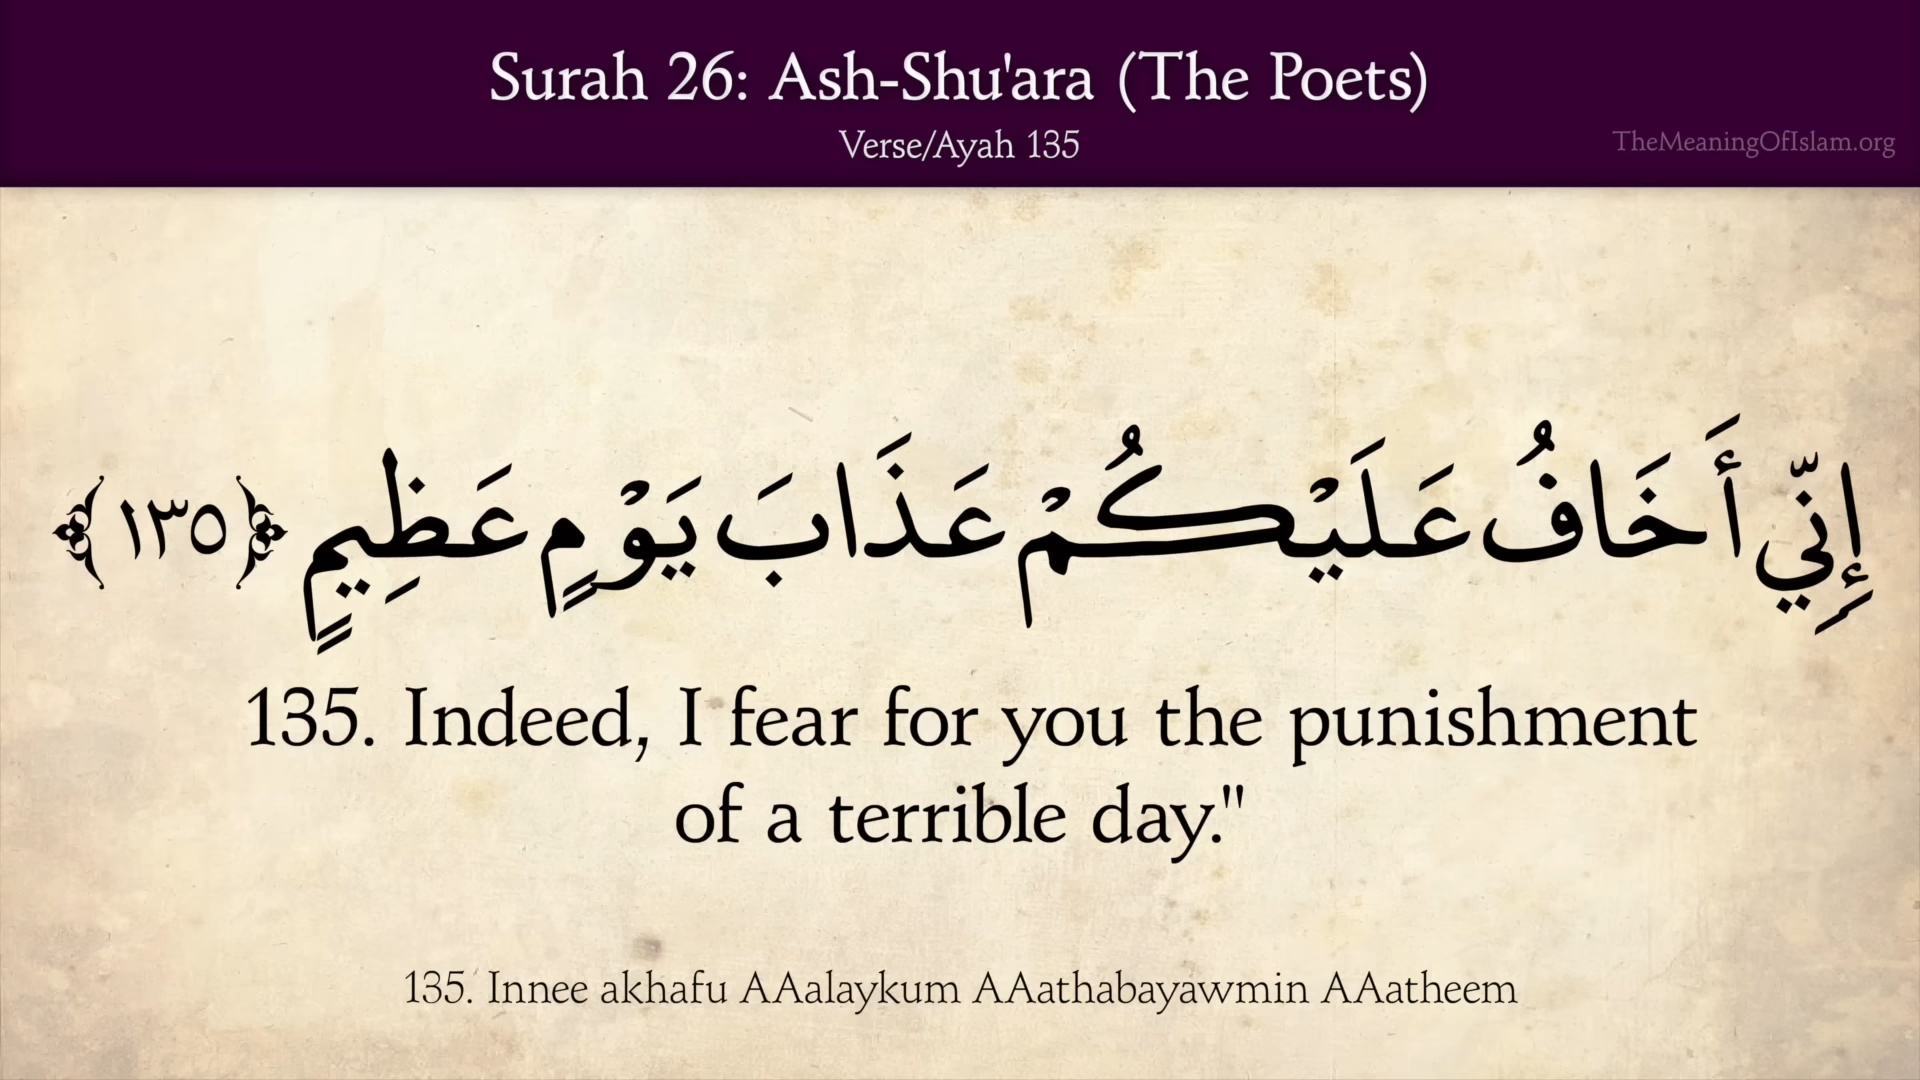 Surah 26: Ash-Shu'ara (The Poets)
Verse/Ayah 135
TheMeaningOfIslam.org
إِنِّي أَخَافُ عَلَيْكُمْ عَذَابَ يَوْمٍ عَظِيمٍ ﴿١٣٥﴾
135. Indeed, I fear for you the punishment
of a terrible day."
135. Innee akhafu AAalaykum AAathabayawmin AAatheem